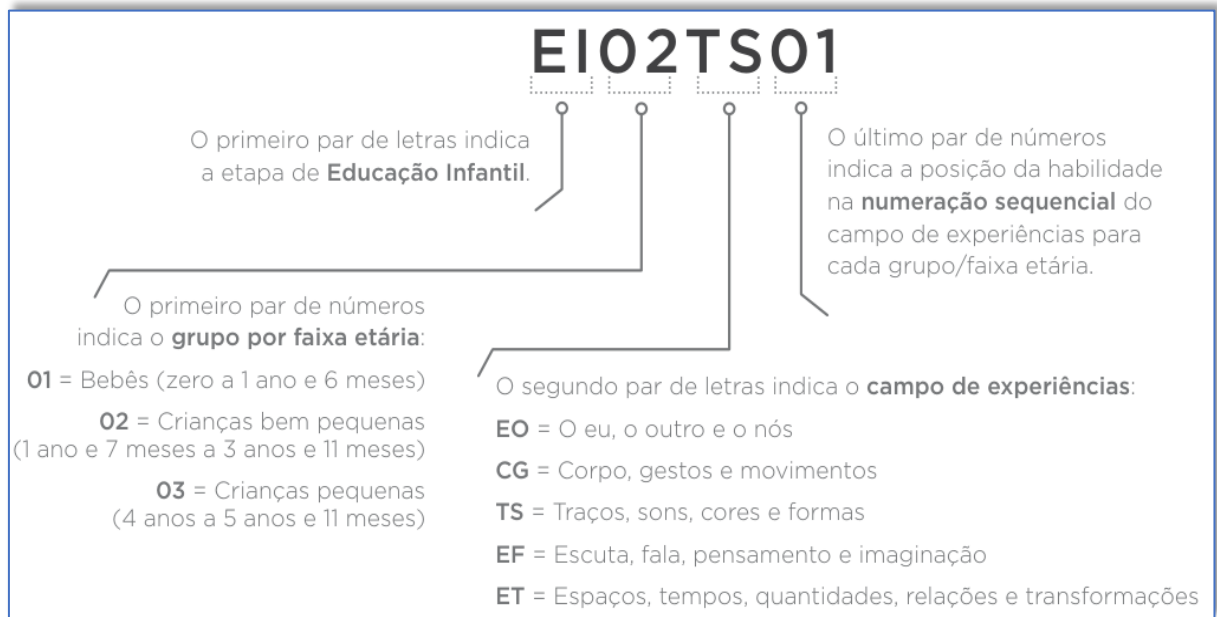 EI02TS01
O primeiro par de letras indica
a etapa de Educação Infantil.
O último par de números
indica a posição da habilidade
na numeração sequencial do
campo de experiências para
cada grupo/faixa etária.
O primeiro par de números
indica o grupo por faixa etária:
01 = Bebês (zero a 1 ano e 6 meses)
02 = Crianças bem pequenas
(1 ano e 7 meses a 3 anos e 11 meses)
03 = Crianças pequenas
(4 anos a 5 anos e 11 meses)
O segundo par de letras indica o campo de experiências:
EO = O eu, o outro e o nós
CG = Corpo, gestos e movimentos
TS = Traços, sons, cores e formas
EF = Escuta, fala, pensamento e imaginação
ET = Espaços, tempos, quantidades, relações e transformações